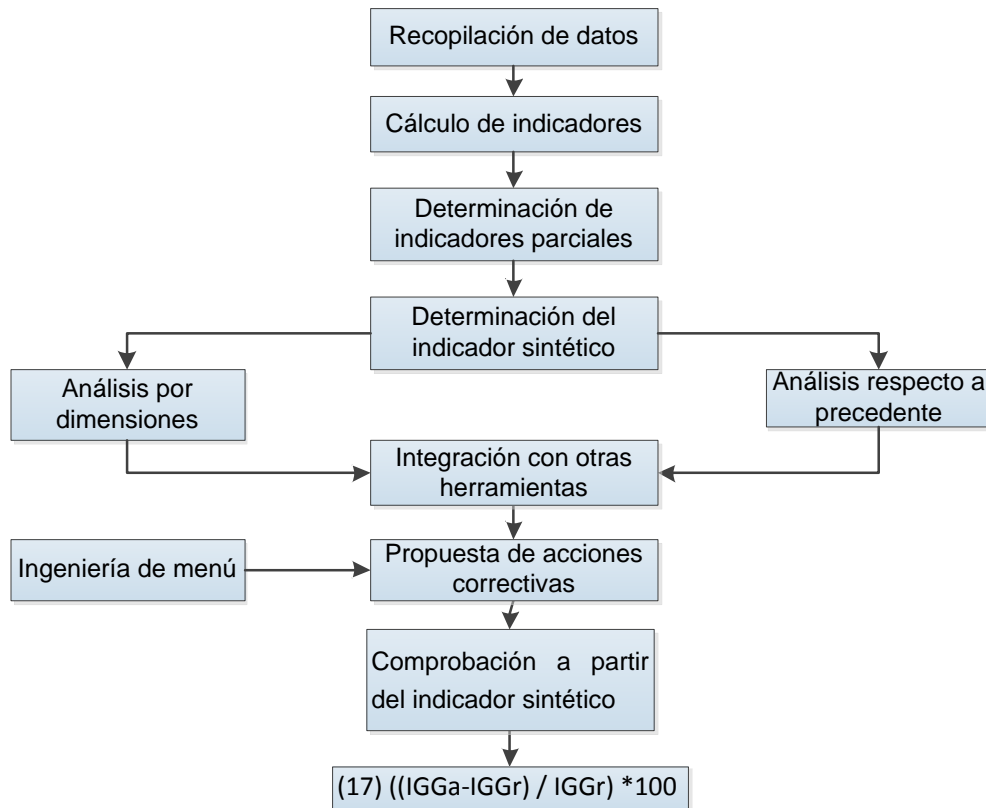 Recopilación de datos
Cálculo de indicadores
Determinación de
indicadores parciales
Determinación del
indicador sintético
Análisis por
dimensiones
Análisis respecto a
precedente
Integración con otras
herramientas
Ingeniería de menú
Propuesta de acciones
correctivas
Comprobación a partir
del indicador sintético
(17) ((IGGa-IGGr) / IGGr) *100